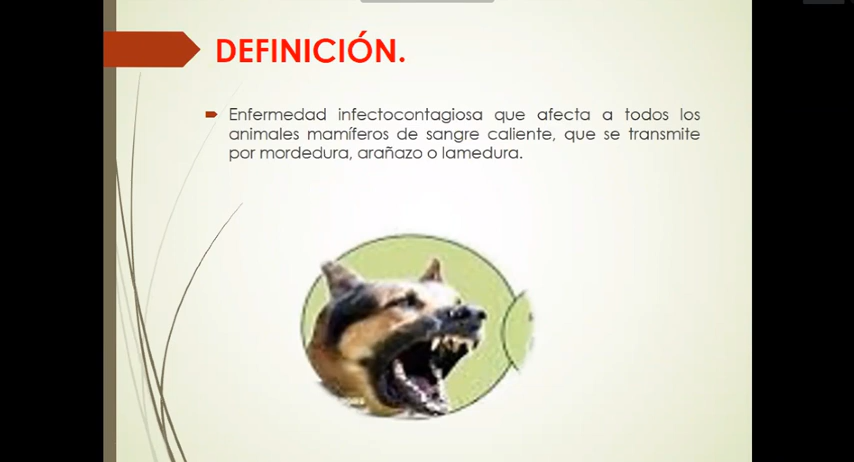 DEFINICIÓN.
Enfermedad infectocontagiosa que afecta a todos los
animales mamíferos de sangre caliente, que se transmite
por mordedura, arañazo o lamedura.